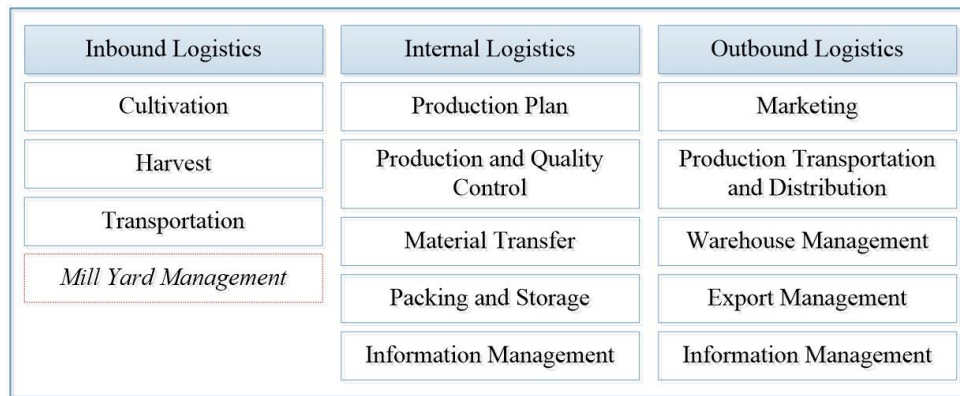 Inbound Logistics
Cultivation
Harvest
Transportation
Mill Yard Management
Internal Logistics
Production Plan
Production and Quality
Control
Material Transfer
Packing and Storage
Information Management
Outbound Logistics
Marketing
Production Transportation
and Distribution
Warehouse Management
Export Management
Information Management